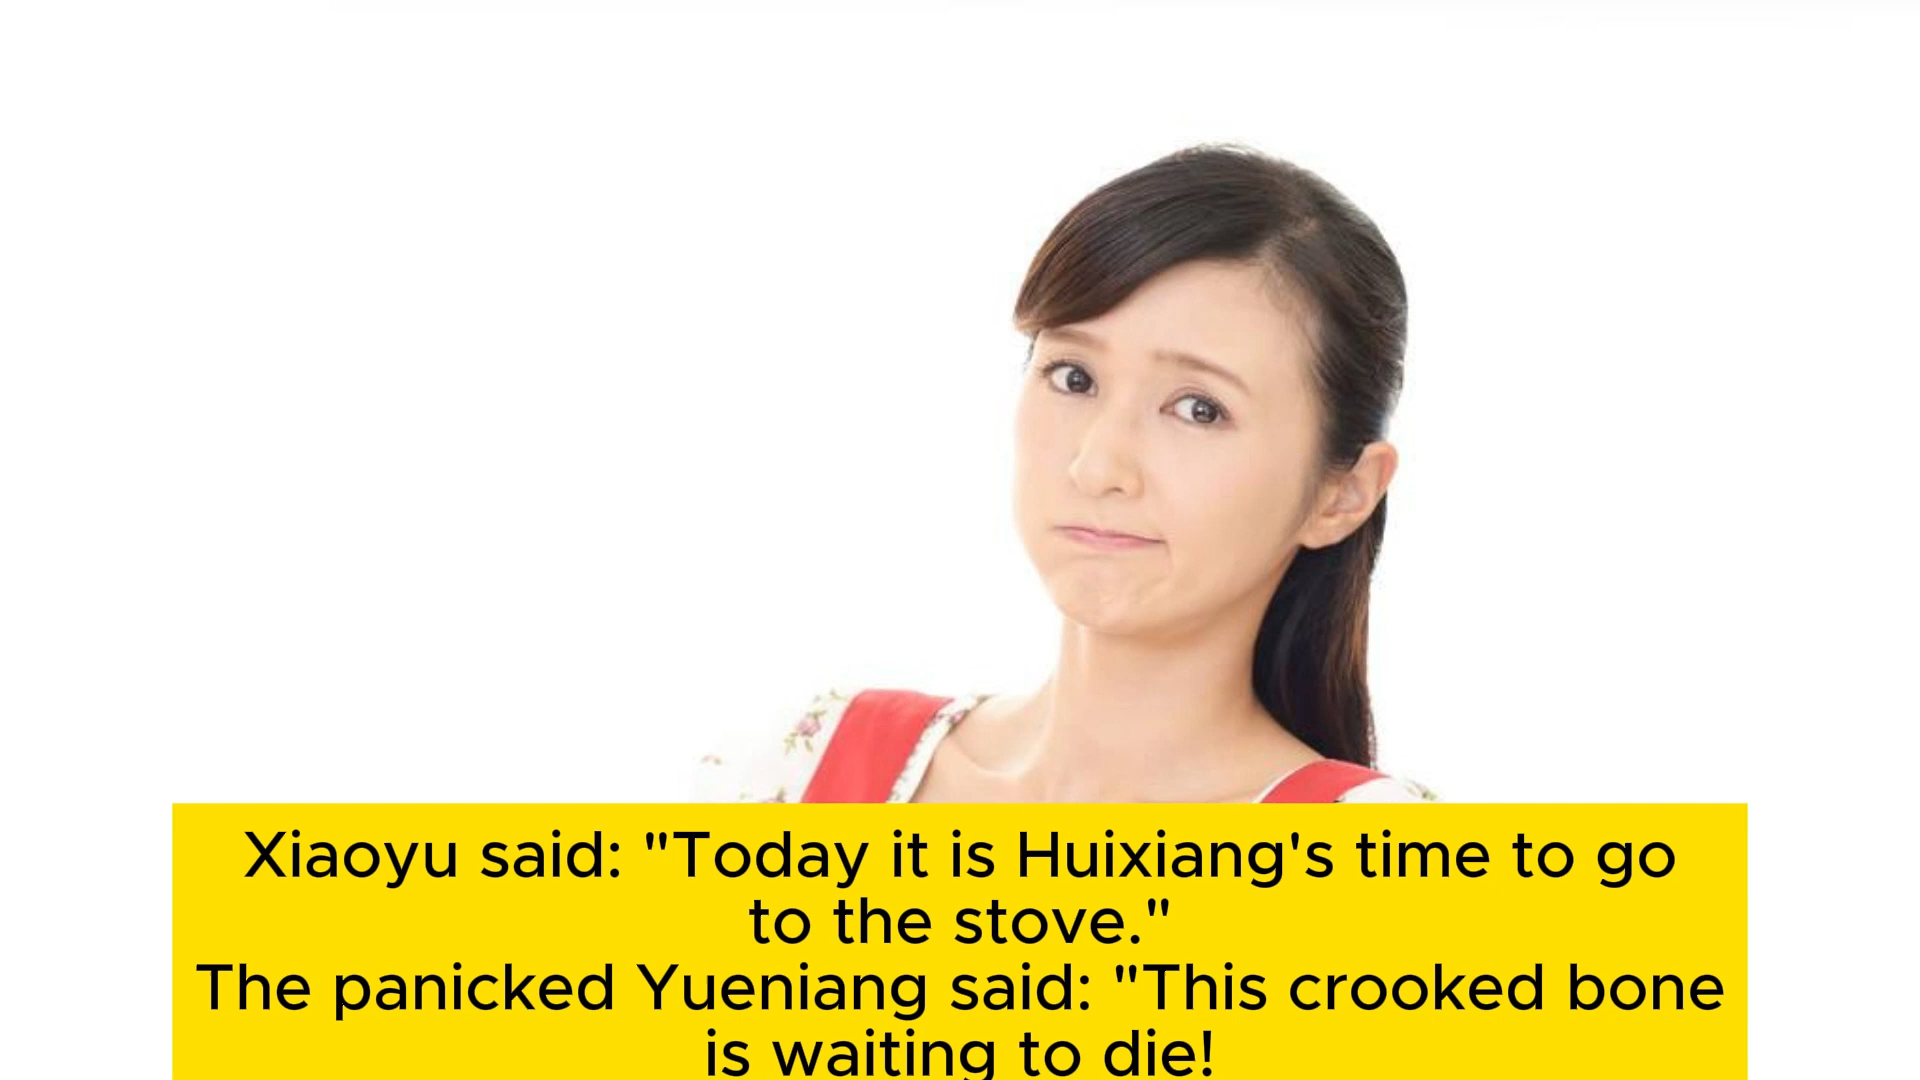 Xiaoyu said: "Today it is Huixiang's time to go
to the stove."
The panicked Yueniang said: "This crooked bone
is waiting to die!